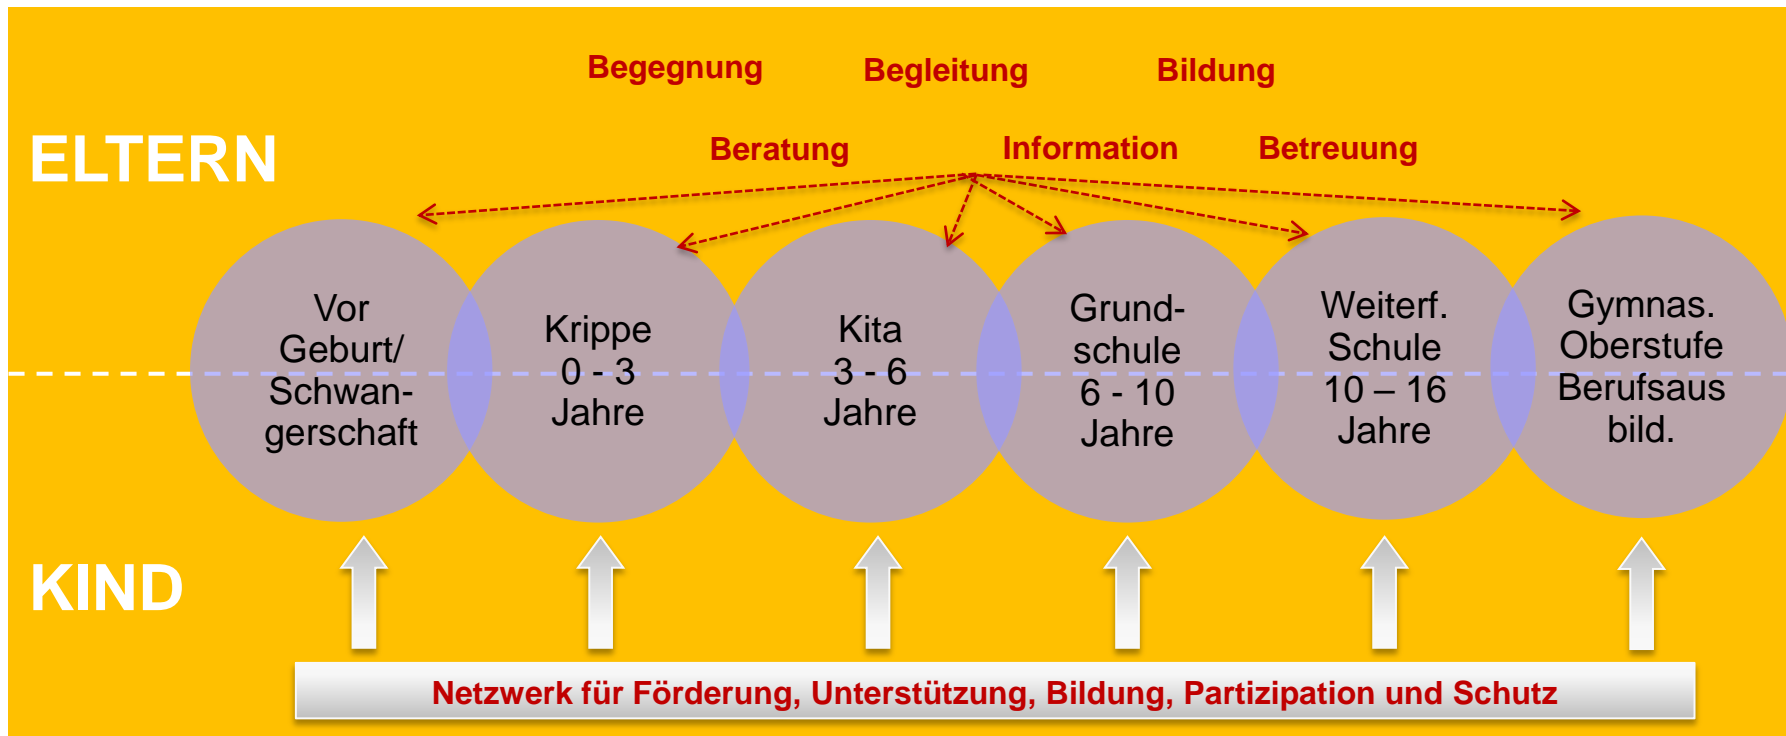 Begegnung Begleitung Bildung
ELTERN
Beratung Information Betreuung
Vor
Geburt/
Schwan-
gerschaft
Krippe
0 - 3
Jahre
Kita
3 - 6
Jahre
Grund-
schule
6 - 10
Jahre
Weiterf.
Schule
10 – 16
Jahre
Gymnas.
Oberstufe
Berufsaus
bild.
KIND
Netzwerk für Förderung, Unterstützung, Bildung, Partizipation und Schutz